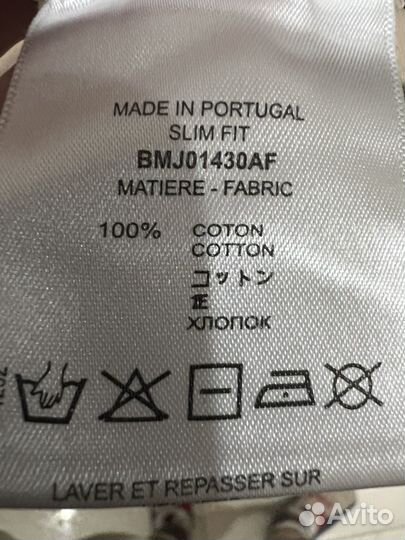 MADE IN PORTUGAL
SLIM FIT
BMJ01430AF
MATIERE - FABRIC
100% COTON
COTTON
コットン
ХЛОПОК
LAVER ET REPASSER SUR
Avito